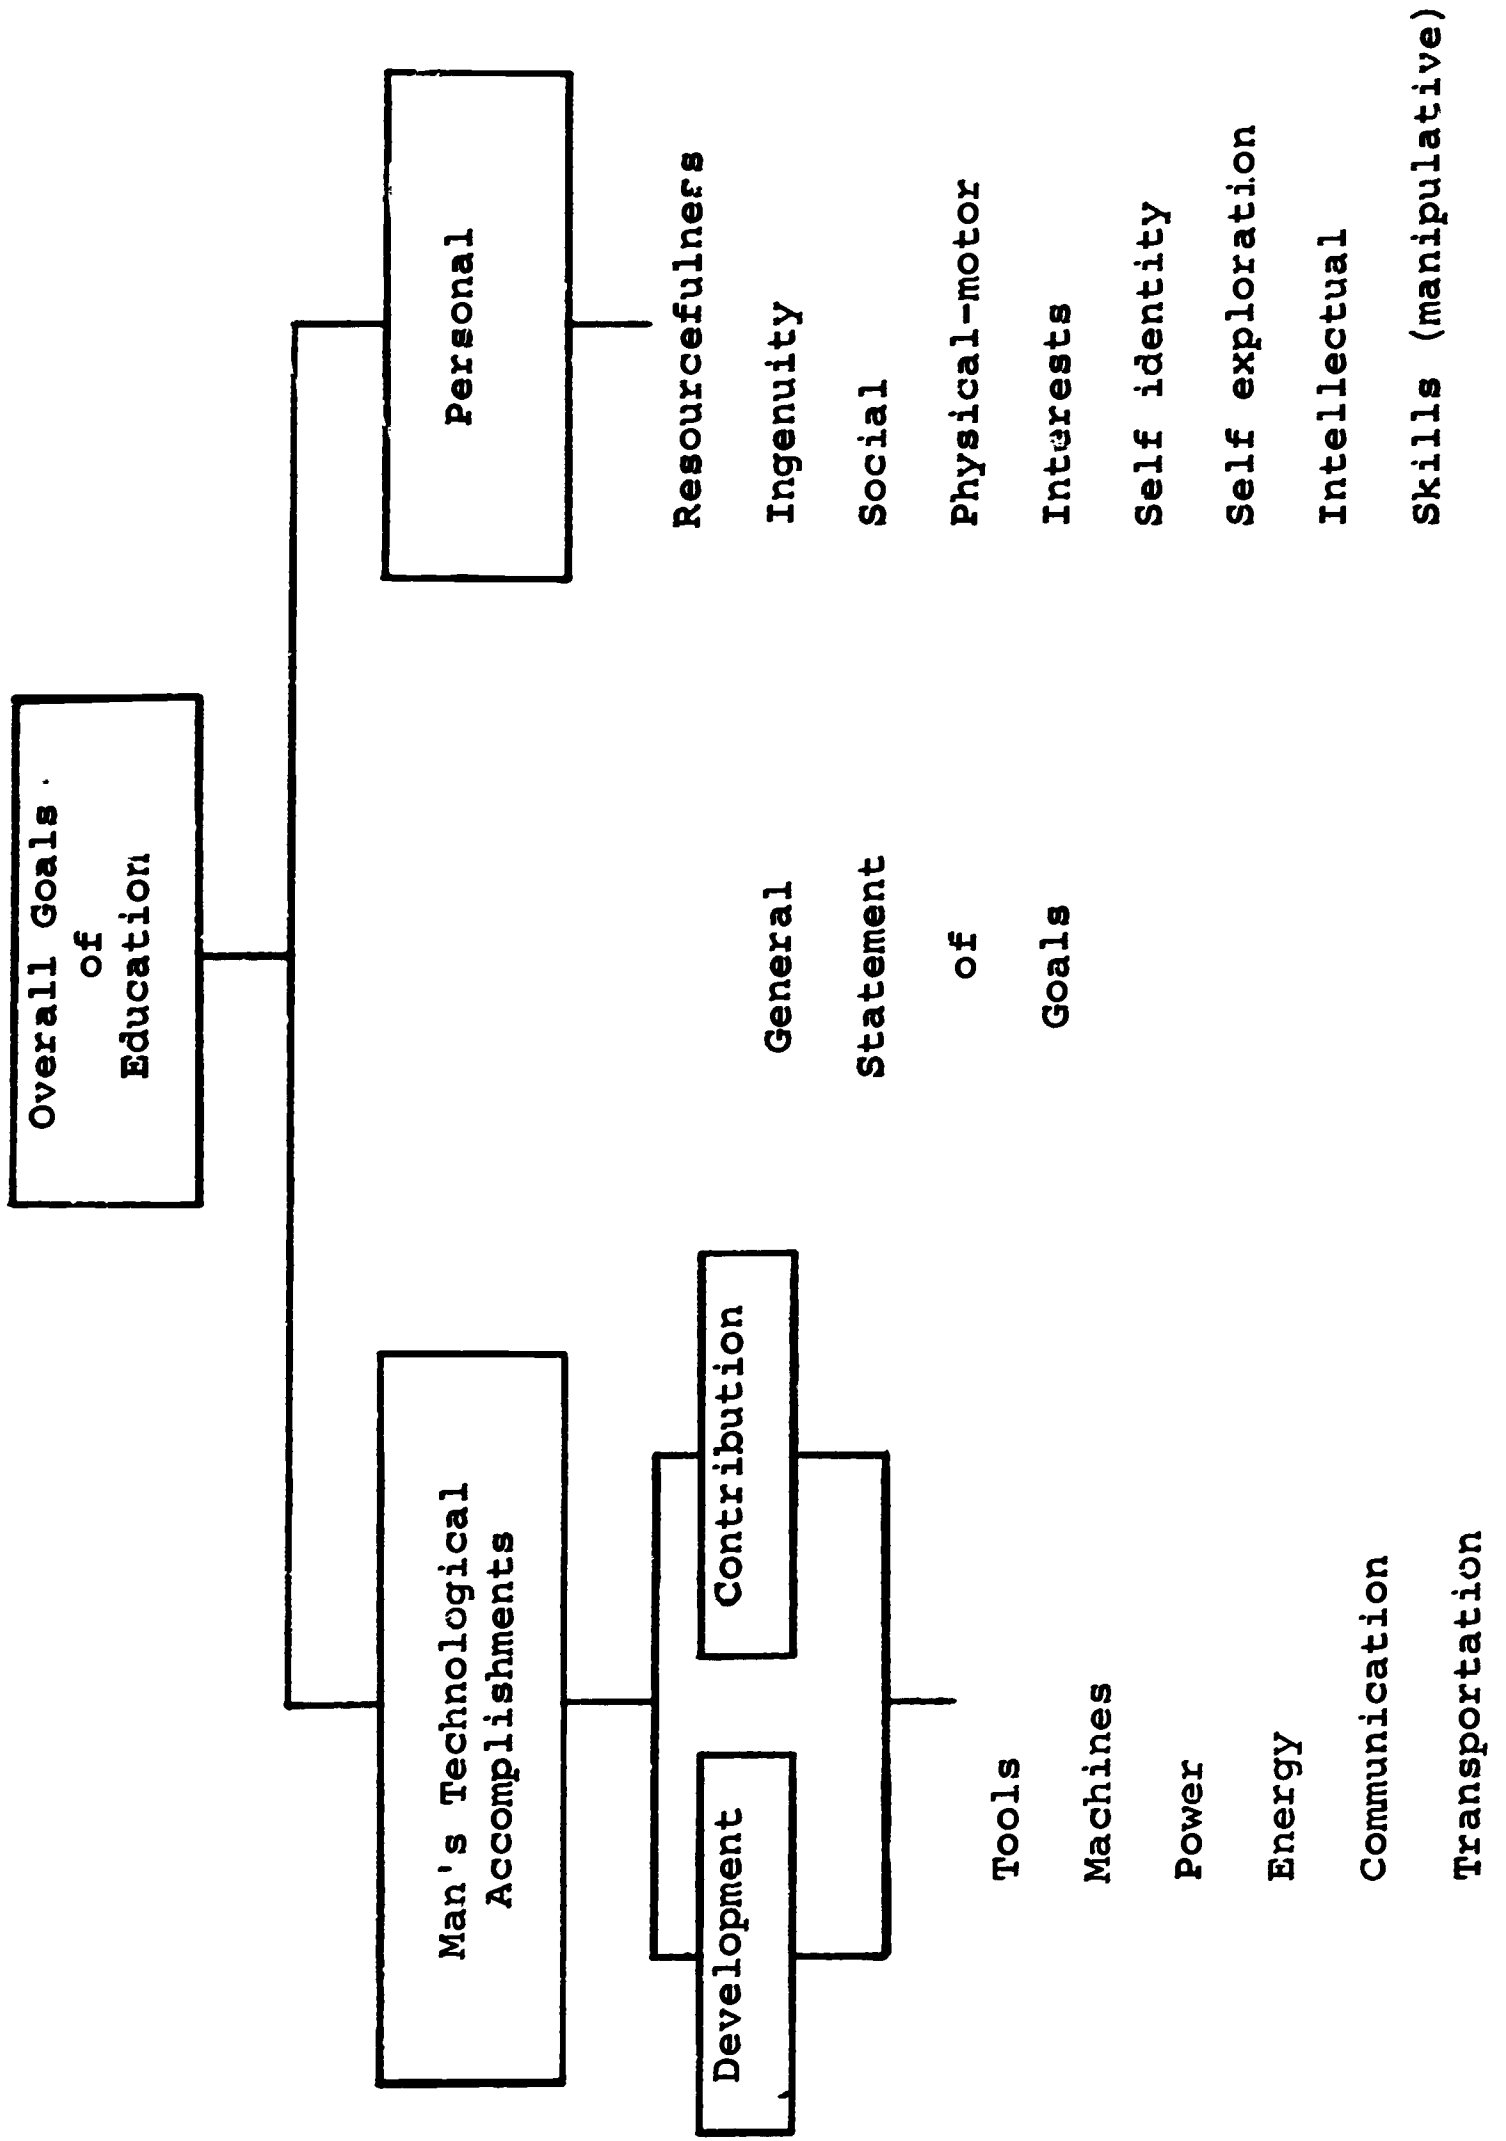 Overall Goals
of
Education
Man's Technological
Accomplishments
Development
Contribution
Tools
Machines
Power
Energy
Communication
Transportation
General
Statement
of
Goals
Personal
Resourcefulness
Ingenuity
Social
Physical-motor
Interests
Self identity
Self exploration
Intellectual
Skills (manipulative)